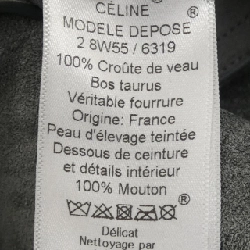 CÉLINE ®
MODELE DEPOSE
2 8W55 / 6319
100% Croûte de veau
Bos taurus
Véritable fourrure
Origine: France
Peau d'élevage teintée
Dessous de ceinture
et détails intérieur
100% Mouton
®
Délicat
Nettoyage par